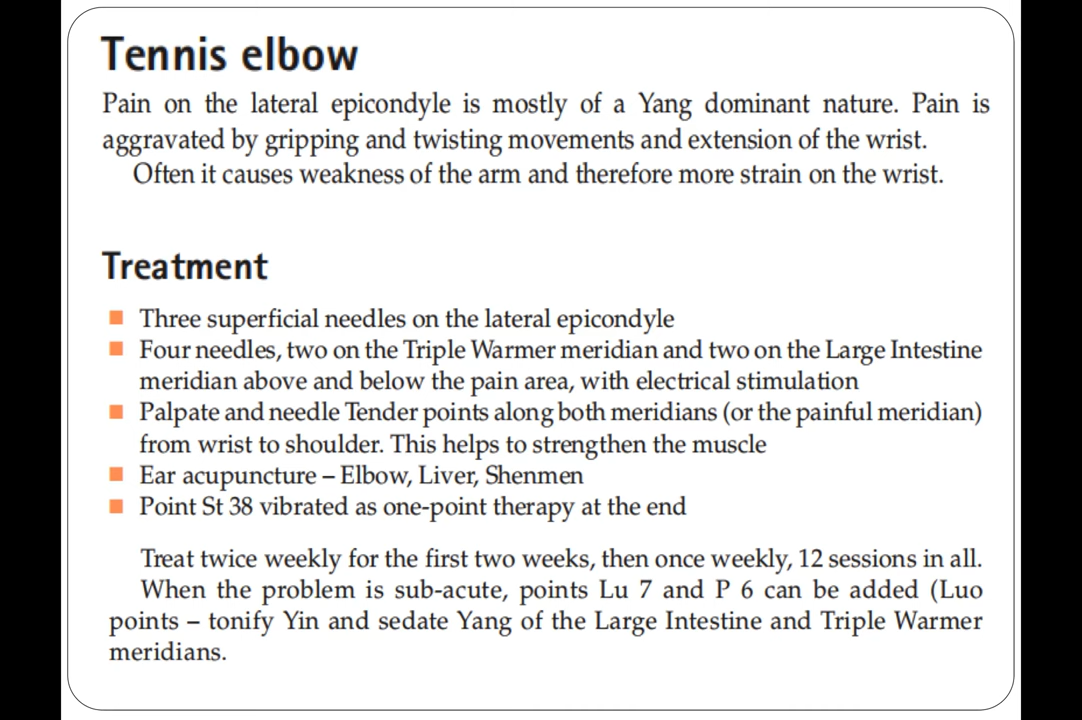 Tennis elbow
Pain on the lateral epicondyle is mostly of a Yang dominant nature. Pain is
aggravated by gripping and twisting movements and extension of the wrist.
Often it causes weakness of the arm and therefore more strain on the wrist.
Treatment
■ Three superficial needles on the lateral epicondyle
■ Four needles, two on the Triple Warmer meridian and two on the Large Intestine
meridian above and below the pain area, with electrical stimulation
■ Palpate and needle Tender points along both meridians (or the painful meridian)
from wrist to shoulder. This helps to strengthen the muscle
■ Ear acupuncture – Elbow, Liver, Shenmen
■ Point St 38 vibrated as one-point therapy at the end
Treat twice weekly for the first two weeks, then once weekly, 12 sessions in all.
When the problem is sub-acute, points Lu 7 and P 6 can be added (Luo
points – tonify Yin and sedate Yang of the Large Intestine and Triple Warmer
meridians.